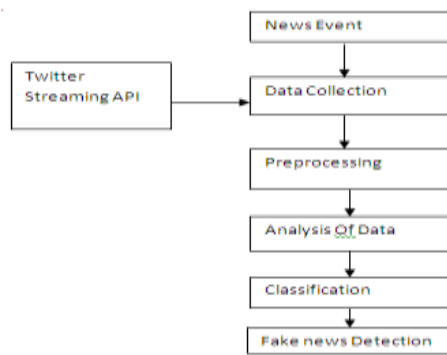 News Event
Twitter
Streaming API
Data Collection
Preprocessing
Analysis Of Data
Classification
Fake news Detection